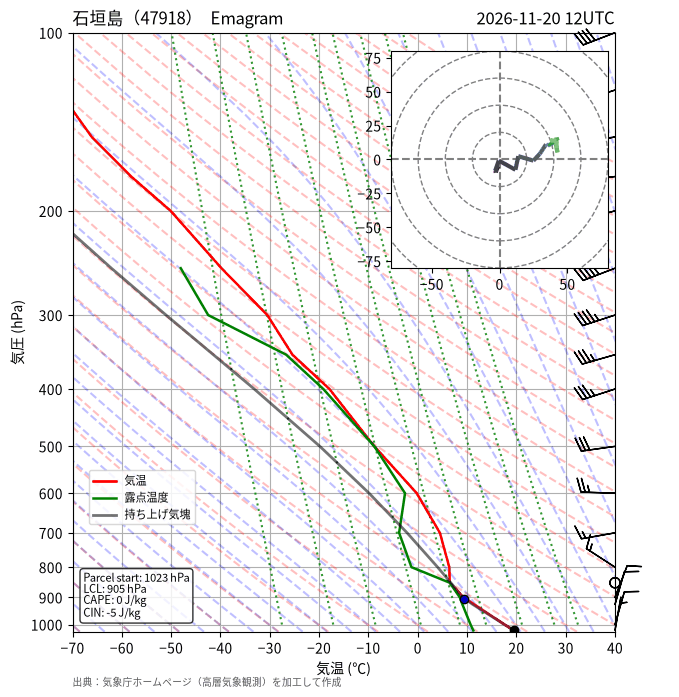 石垣島（47918） Emagram
2026-11-20 12UTC
100
200
300
400
500
600
700
800
900
1000
気圧 (hPa)
75
50
25
0
−25
−50
−75
−50
0
50
気温
露点温度
持ち上げ気塊
Parcel start: 1023 hPa
LCL: 905 hPa
CAPE: 0 J/kg
CIN: -5 J/kg
−70
−60
−50
−40
−30
−20
−10
0
10
20
30
40
気温 (°C)
出典：気象庁ホームページ（高層気象観測）を加工して作成